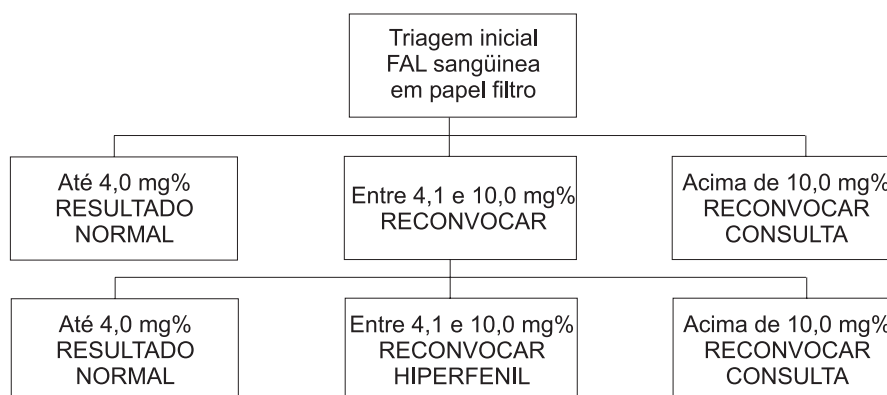 Triagem inicial
FAL sangüinea
em papel filtro
Até 4,0 mg%
RESULTADO
NORMAL
Entre 4,1 e 10,0 mg%
RECONVOCAR
Acima de 10,0 mg%
RECONVOCAR
CONSULTA
Até 4,0 mg%
RESULTADO
NORMAL
Entre 4,1 e 10,0 mg%
RECONVOCAR
HIPERFENIL
Acima de 10,0 mg%
RECONVOCAR
CONSULTA